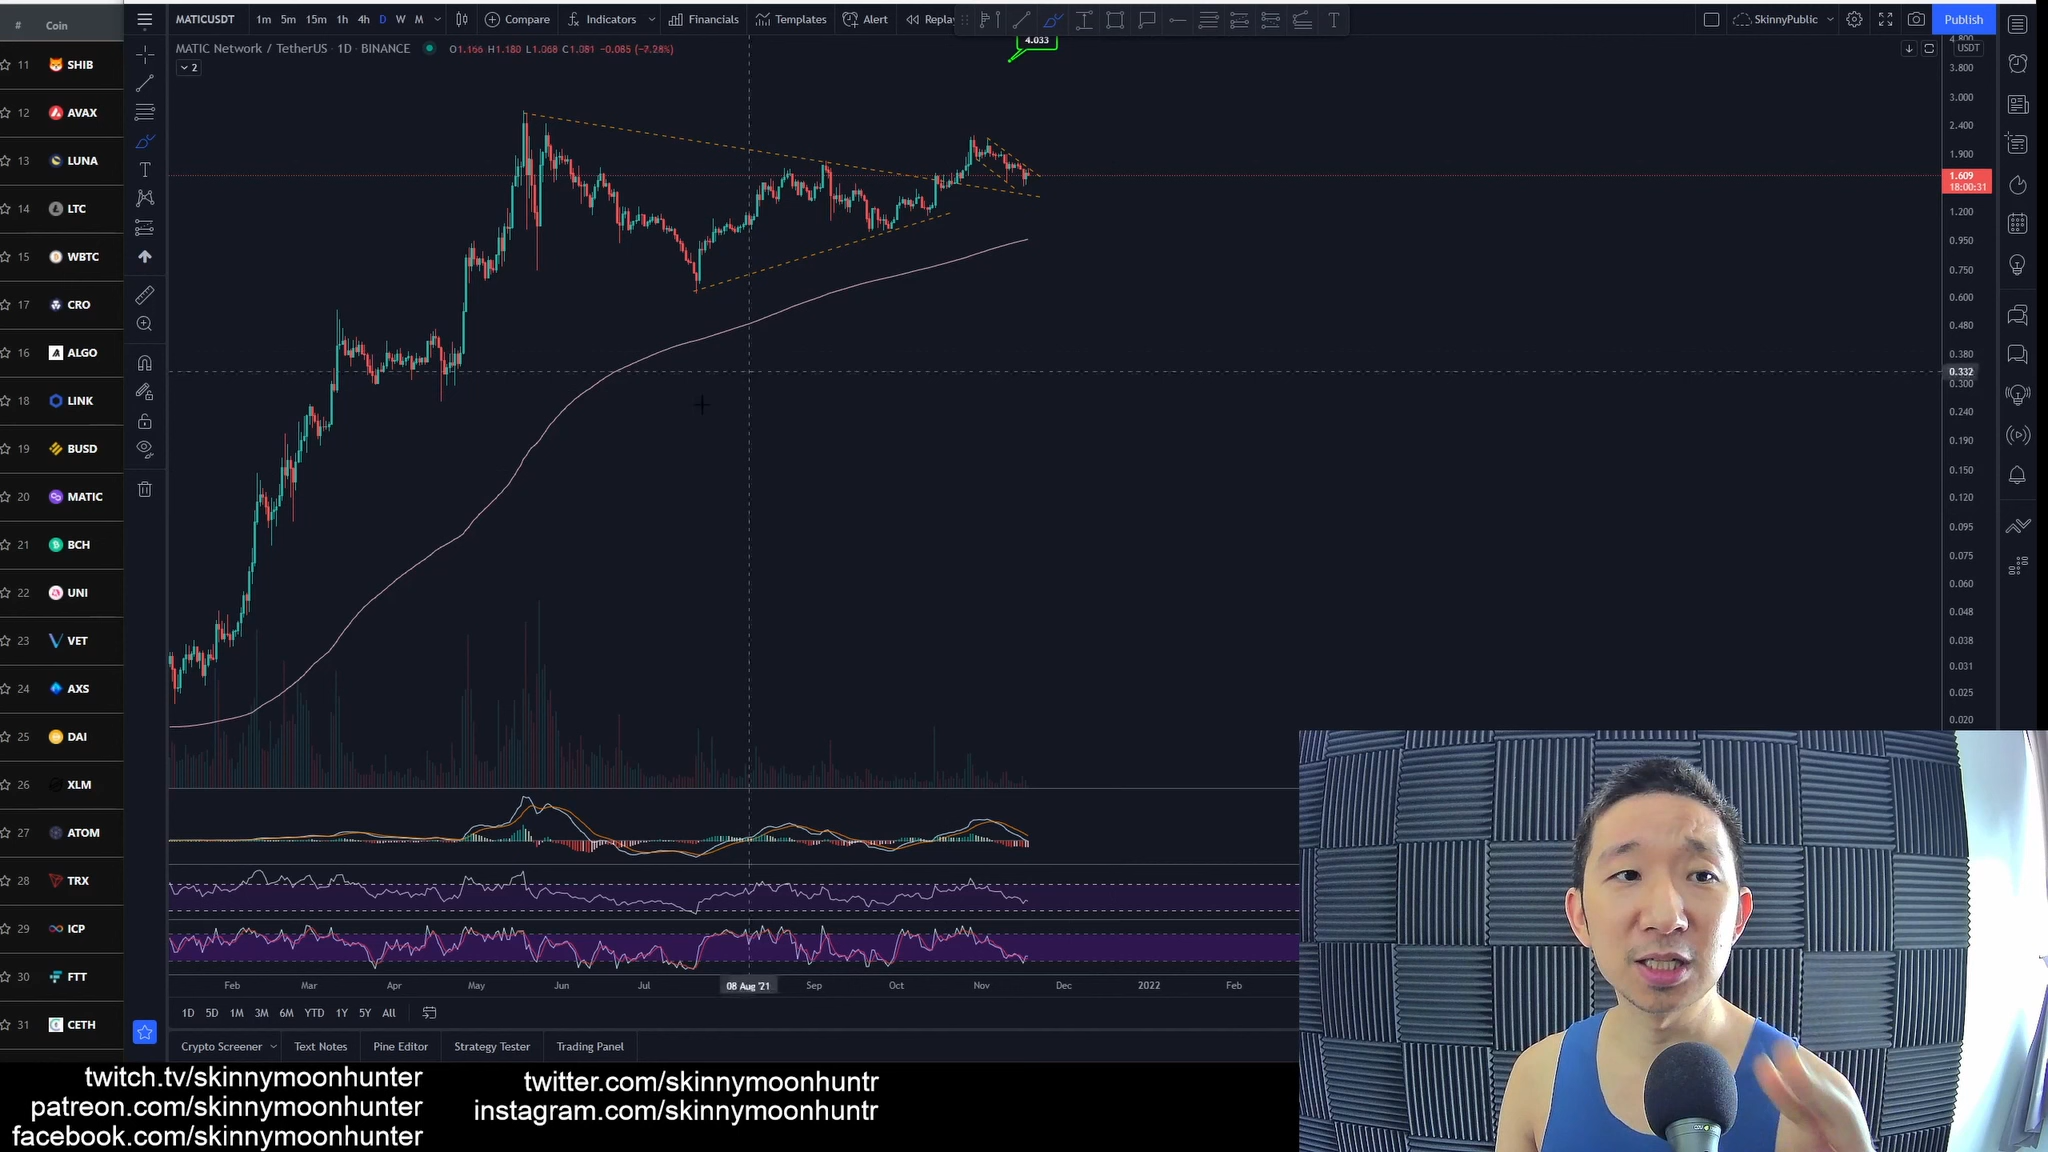 # Coin
11 SHIB
12 AVAX
13 LUNA
14 LTC
15 WBTC
17 CRO
16 ALGO
18 LINK
19 BUSD
20 MATIC
21 BCH
22 UNI
23 VET
24 AXS
25 DAI
26 XLM
27 ATOM
28 TRX
29 ICP
30 FTT
31 CETH
MATICUSDT 1m 5m 15m 1h 4h D W M Compare Indicators Financials Templates Alert Replay SkinnyPublic Publish
MATIC Network / TetherUS · 1D · BINANCE O1.166 H1.180 L1.068 C1.081 −0.085 (−7.28%)
2
4.033
USDT
4.800
3.800
3.000
2.400
1.900
1.609
18:00:31
1.200
0.950
0.750
0.600
0.480
0.380
0.332
0.300
0.240
0.190
0.150
0.120
0.095
0.075
0.060
0.048
0.038
0.031
0.025
0.020
Feb Mar Apr May Jun Jul 08 Aug '21 Sep Oct Nov Dec 2022 Feb
1D 5D 1M 3M 6M YTD 1Y 5Y All
Crypto Screener Text Notes Pine Editor Strategy Tester Trading Panel
twitch.tv/skinnymoonhunter
patreon.com/skinnymoonhunter
facebook.com/skinnymoonhunter
twitter.com/skinnymoonhuntr
instagram.com/skinnymoonhuntr